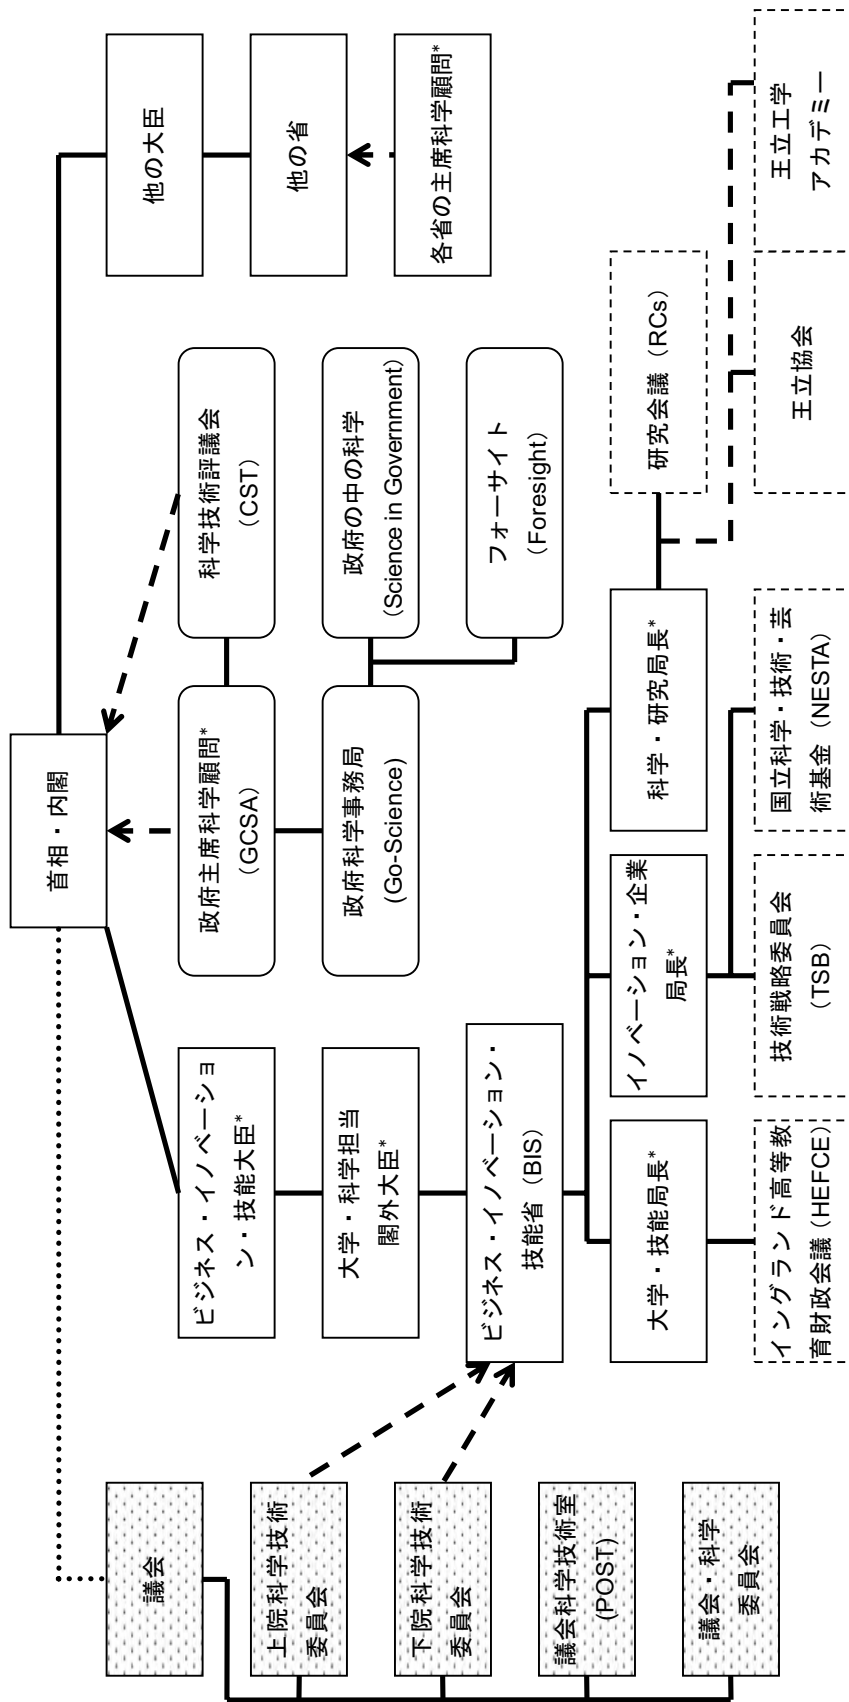 首相・内閣
議会
上院科学技術
委員会
下院科学技術
委員会
議会科学技術室
(POST)
議会・科学
委員会
ビジネス・イノベーショ
ン・技能大臣*
大学・科学担当
閣外大臣*
ビジネス・イノベーション・
技能省（BIS）
政府主席科学顧問*
(GCSA)
科学技術評議会
(CST)
政府科学事務局
(Go-Science)
政府の中の科学
(Science in Government)
フォーサイト
(Foresight)
他の大臣
他の省
各省の主席科学顧問*
大学・技能局長*
イノベーション・企業
局長*
科学・研究局長*
研究会議（RCs）
イングランド高等教
育財政会議(HEFCE)
技術戦略委員会
(TSB)
国立科学・技術・芸
術基金（NESTA）
王立協会
王立工学
アカデミー